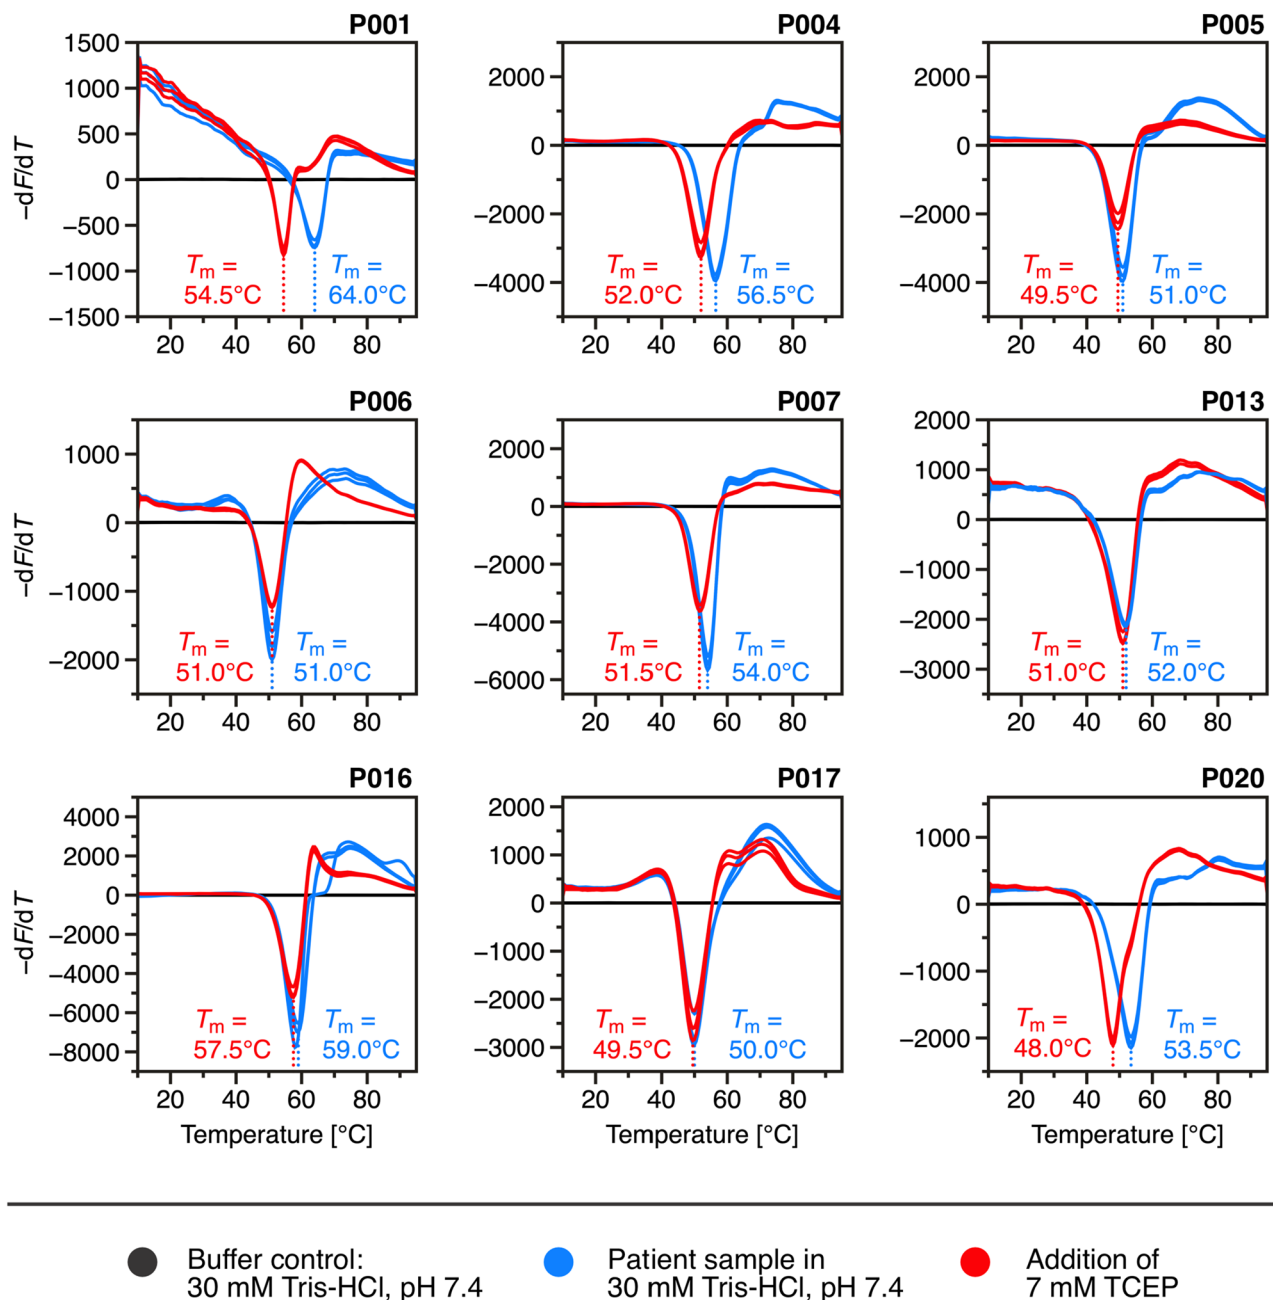 P001
P004
P005
1500
1000
500
0
−500
−1000
−1500
−dF/dT
Tm =
54.5°C
Tm =
64.0°C
20 40 60 80
2000
0
−2000
−4000
Tm =
52.0°C
Tm =
56.5°C
20 40 60 80
2000
0
−2000
−4000
Tm =
49.5°C
Tm =
51.0°C
20 40 60 80
P006
P007
P013
1000
0
−1000
−2000
−dF/dT
Tm =
51.0°C
Tm =
51.0°C
20 40 60 80
2000
0
−2000
−4000
−6000
Tm =
51.5°C
Tm =
54.0°C
20 40 60 80
2000
1000
0
−1000
−2000
−3000
Tm =
51.0°C
Tm =
52.0°C
20 40 60 80
P016
P017
P020
4000
2000
0
−2000
−4000
−6000
−8000
−dF/dT
Tm =
57.5°C
Tm =
59.0°C
20 40 60 80
Temperature [°C]
2000
1000
0
−1000
−2000
−3000
Tm =
49.5°C
Tm =
50.0°C
20 40 60 80
Temperature [°C]
1000
0
−1000
−2000
Tm =
48.0°C
Tm =
53.5°C
20 40 60 80
Temperature [°C]
Buffer control:
30 mM Tris-HCl, pH 7.4
Patient sample in
30 mM Tris-HCl, pH 7.4
Addition of
7 mM TCEP